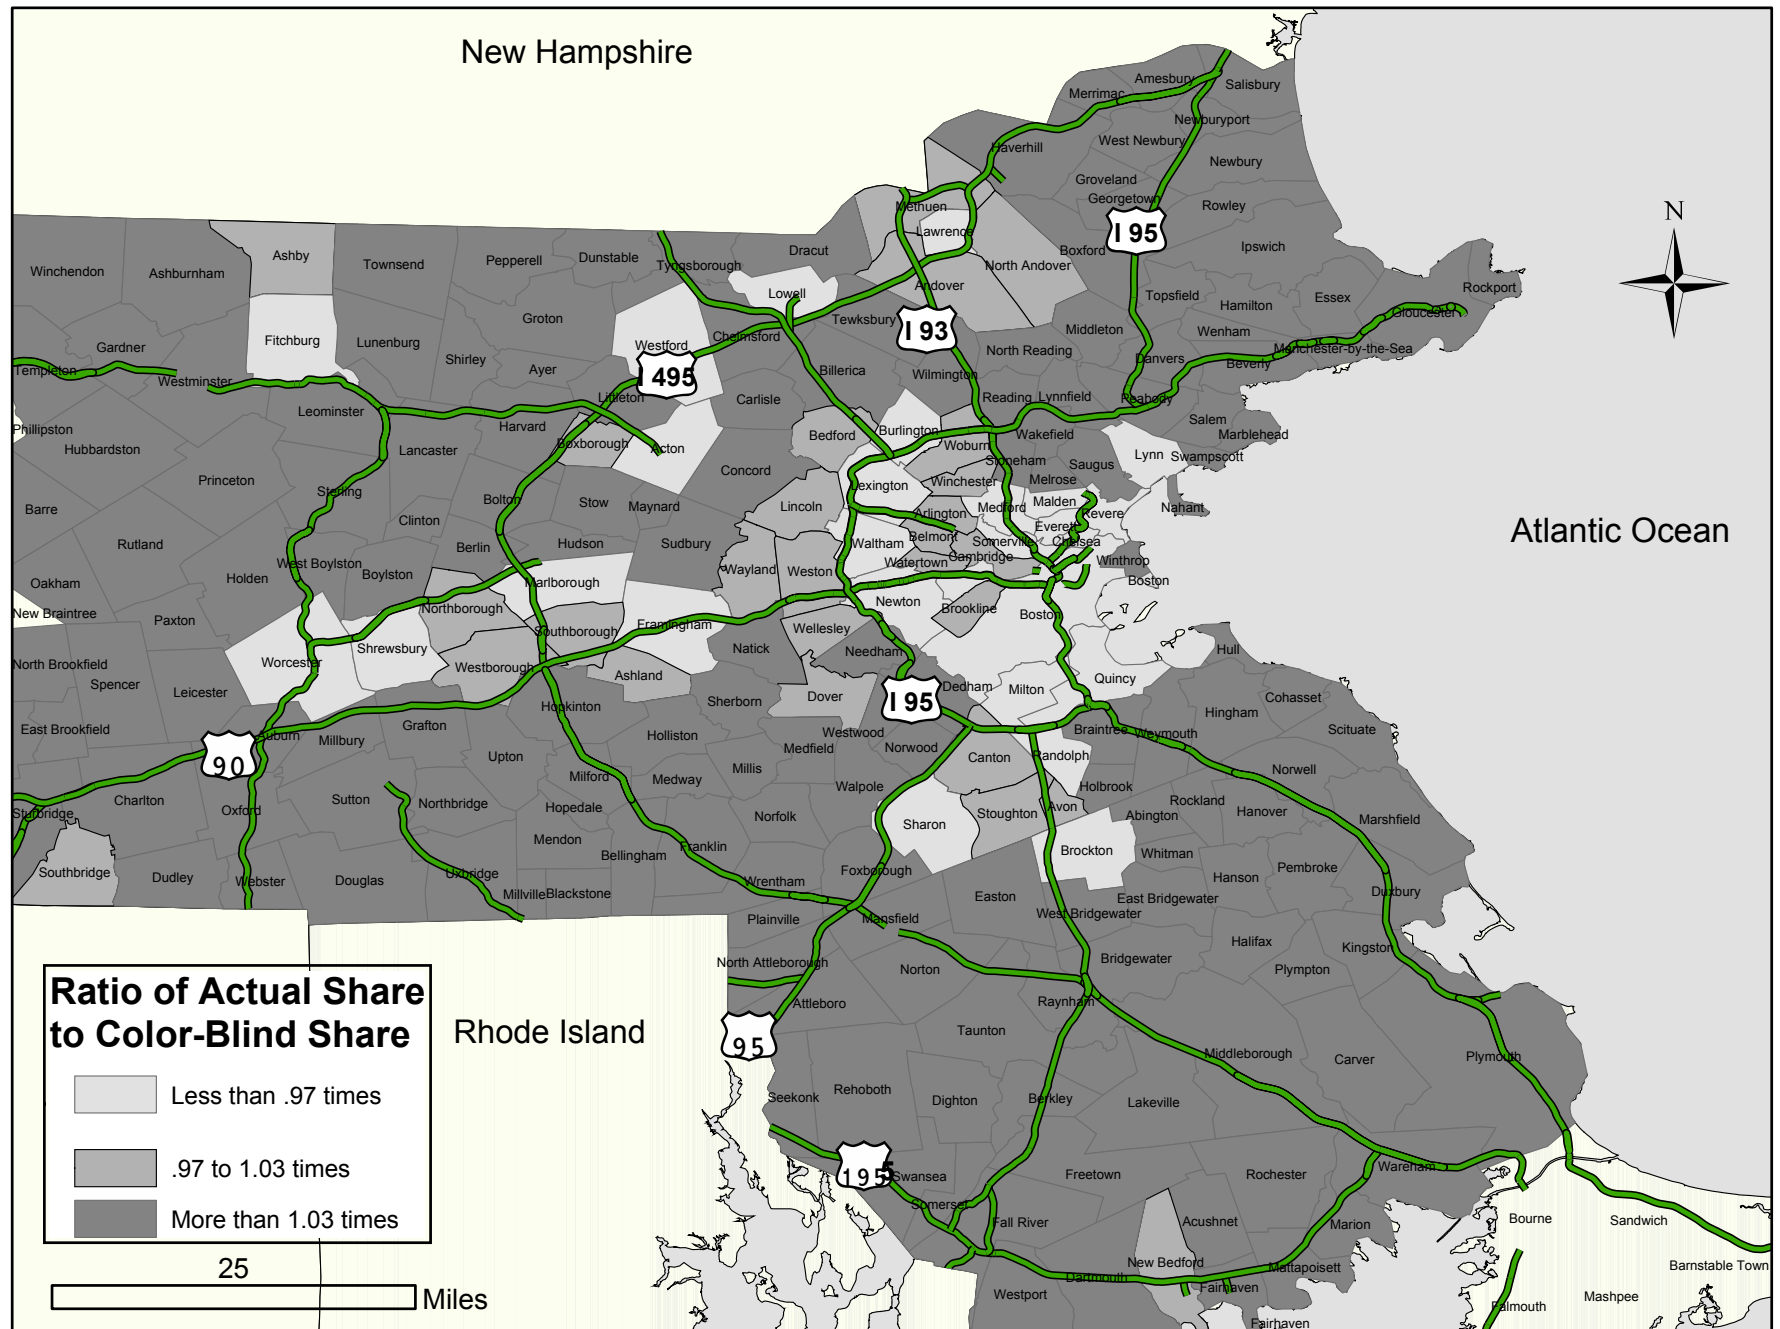 New Hampshire
Amesbury
Salisbury
Merrimac
Newburyport
West Newbury
Haverhill
Newbury
Groveland
Georgetown
Rowley
Methuen
N
I 95
Lawrence
Ipswich
Boxford
Dracut
Ashby
Dunstable
Pepperell
Townsend
Tyngsborough
North Andover
Winchendon
Ashburnham
Andover
Lowell
Topsfield
Essex
Rockport
Hamilton
Gloucester
Groton
Tewksbury
I 93
Middleton
Wenham
Chelmsford
Fitchburg
Lunenburg
Westford
Gardner
North Reading
Manchester-by-the-Sea
Shirley
Danvers
Beverly
Templeton
Ayer
I 495
Billerica
Wilmington
Westminster
Littleton
Carlisle
Reading
Lynnfield
Peabody
Leominster
Salem
Phillipston
Harvard
Burlington
Marblehead
Hubbardston
Lancaster
Boxborough
Acton
Bedford
Woburn
Wakefield
Lynn
Swampscott
Stoneham
Saugus
Concord
Princeton
Melrose
Winchester
Lexington
Sterling
Bolton
Stow
Maynard
Lincoln
Medford
Malden
Nahant
Barre
Arlington
Revere
Clinton
Everett
Atlantic Ocean
Rutland
Berlin
Hudson
Sudbury
Waltham
Belmont
Somerville
Chelsea
Cambridge
West Boylston
Watertown
Winthrop
Wayland
Weston
Boylston
Holden
Oakham
Marlborough
Boston
New Braintree
Northborough
Newton
Brookline
Boston
Paxton
Framingham
Southborough
Wellesley
Shrewsbury
Natick
Needham
Hull
Worcester
North Brookfield
Westborough
Ashland
Spencer
Leicester
Quincy
Dedham
Milton
Dover
I 95
Cohasset
Sherborn
Hopkinton
Hingham
Grafton
East Brookfield
Auburn
Millbury
Holliston
Westwood
Braintree
Weymouth
Scituate
Medfield
Norwood
Upton
Canton
Randolph
90
Millis
Milford
Medway
Walpole
Norwell
Holbrook
Charlton
Sutton
Northbridge
Hopedale
Rockland
Avon
Sturbridge
Oxford
Norfolk
Stoughton
Abington
Hanover
Sharon
Marshfield
Mendon
Franklin
Brockton
Whitman
Bellingham
Southbridge
Dudley
Webster
Douglas
Uxbridge
Foxborough
Pembroke
Hanson
Wrentham
Millville
Blackstone
Easton
East Bridgewater
Duxbury
West Bridgewater
Plainville
Mansfield
Halifax
Kingston
Bridgewater
North Attleborough
Norton
Plympton
Ratio of Actual Share
to Color-Blind Share
Attleboro
Raynham
Rhode Island
Taunton
95
Middleborough
Carver
Plymouth
Less than .97 times
Seekonk
Rehoboth
Dighton
Berkley
Lakeville
.97 to 1.03 times
195
5
Swansea
Freetown
Rochester
Wareham
More than 1.03 times
Somerset
Fall River
Acushnet
Marion
Bourne
Sandwich
25
New Bedford
Mattapoisett
Barnstable Town
Dartmouth
Fairhaven
Westport
Mashpee
Miles
Falmouth
Fairhaven